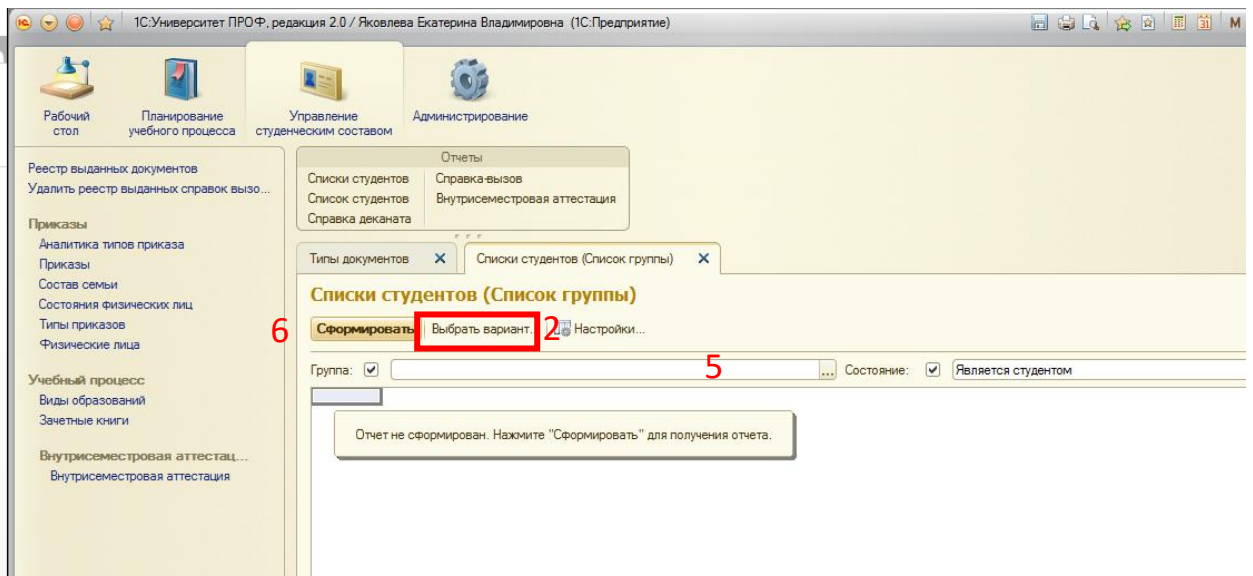 1С:Университет ПРОФ, редакция 2.0 / Яковлева Екатерина Владимировна (1С:Предприятие)
31 M
Рабочий стол
Планирование учебного процесса
Управление студенческим составом
Администрирование
Реестр выданных документов
Удалить реестр выданных справок вызо...
Приказы
Аналитика типов приказа
Приказы
Состав семьи
Состояния физических лиц
Типы приказов
Физические лица
Учебный процесс
Виды образований
Зачетные книги
Внутрисеместровая аттестац...
Внутрисеместровая аттестация
Отчеты
Списки студентов Справка-вызов
Список студентов Внутрисеместровая аттестация
Справка деканата
Типы документов Списки студентов (Список группы)
Списки студентов (Список группы)
6 Сформировать Выбрать вариант... 2 Настройки...
5
Группа: ... Состояние: Является студентом
Отчет не сформирован. Нажмите "Сформировать" для получения отчета.